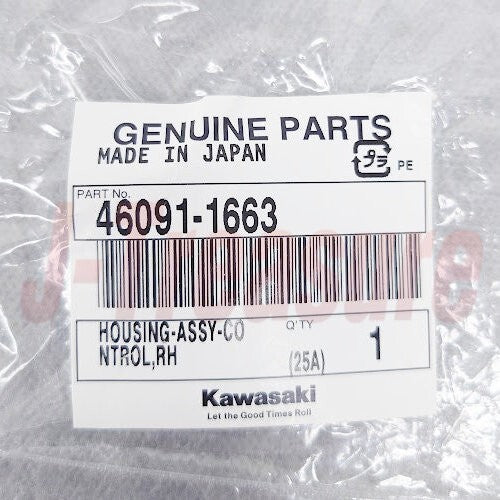 GENUINE PARTS
MADE IN JAPAN
プラ
PE
PART No.
46091-1663
HOUSING-ASSY-CO
NTROL,RH
Q'TY
(25A)
1
Kawasaki
Let the Good Times Roll
J-Treasure